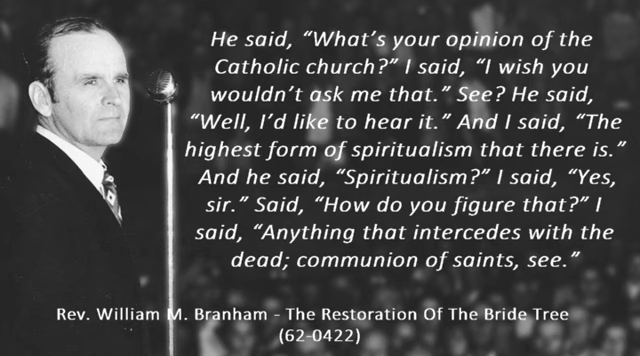 He said, “What’s your opinion of the
Catholic church?” I said, “I wish you
wouldn’t ask me that.” See? He said,
“Well, I’d like to hear it.” And I said, “The
highest form of spiritualism that there is.”
And he said, “Spiritualism?” I said, “Yes,
sir.” Said, “How do you figure that?” I
said, “Anything that intercedes with the
dead; communion of saints, see.”
Rev. William M. Branham - The Restoration Of The Bride Tree
(62-0422)